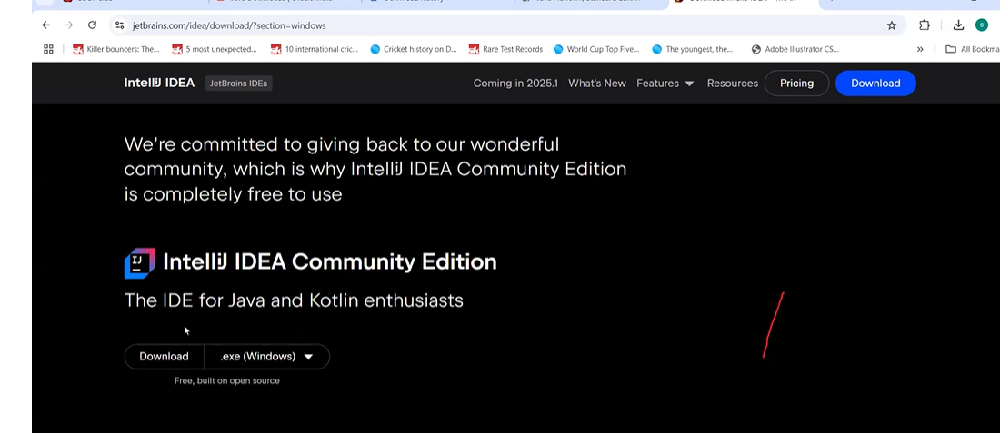 jetbrains.com/idea/download/?section=windows
S
Killer bouncers: The... 5 most unexpected... 10 international cric... Cricket history on D... Rare Test Records World Cup Top Five... The youngest, the... Adobe Illustrator CS... » All Bookma
IntelliJ IDEA JetBrains IDEs Coming in 2025.1 What's New Features Resources Pricing Download
We're committed to giving back to our wonderful
community, which is why IntelliJ IDEA Community Edition
is completely free to use
IJ IntelliJ IDEA Community Edition
The IDE for Java and Kotlin enthusiasts
Download .exe (Windows)
Free, built on open source